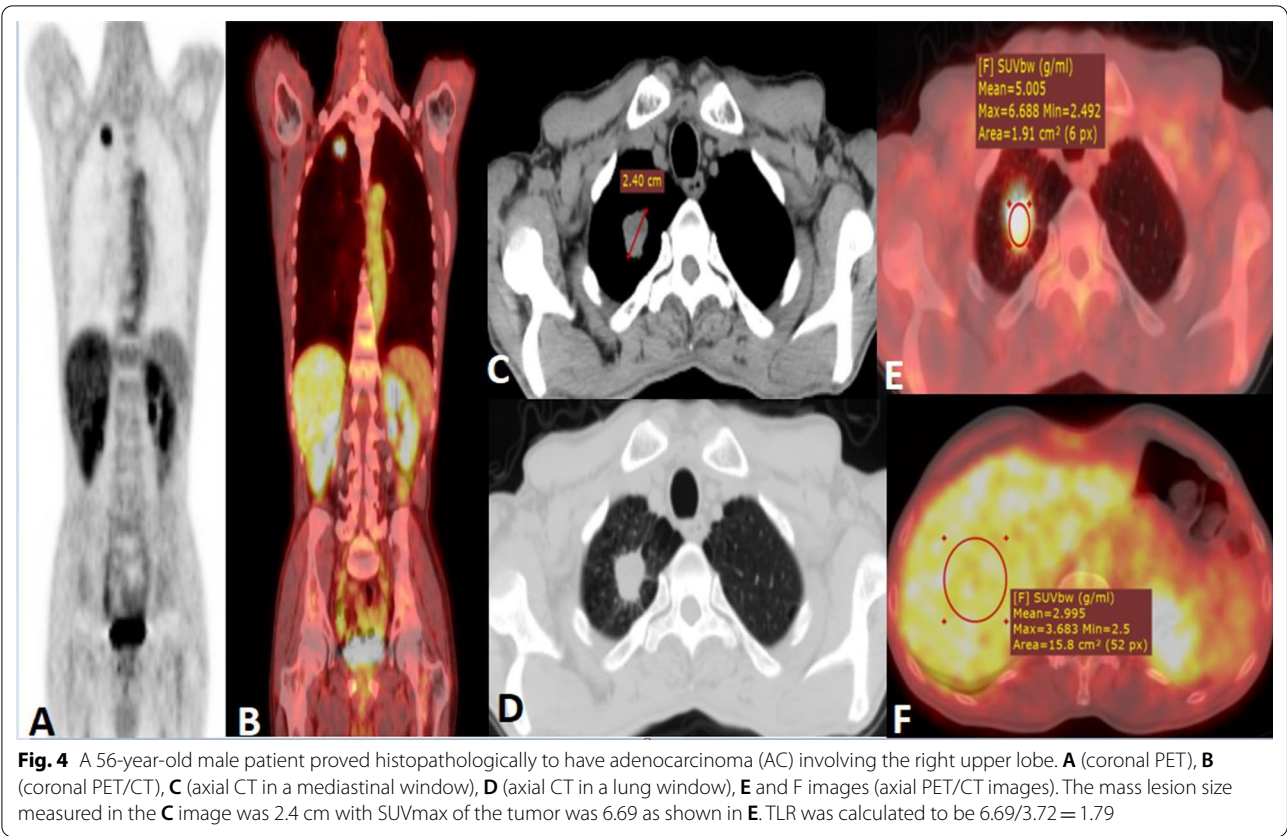 A
B
C
2.40 cm
D
E
[F] SUVbw (g/ml)
Mean=5.005
Max=6.688 Min=2.492
Area=1.91 cm² (6 px)
F
[F] SUVbw (g/ml)
Mean=2.995
Max=3.683 Min=2.5
Area=15.8 cm² (52 px)
Fig. 4 A 56-year-old male patient proved histopathologically to have adenocarcinoma (AC) involving the right upper lobe. A (coronal PET), B
(coronal PET/CT), C (axial CT in a mediastinal window), D (axial CT in a lung window), E and F images (axial PET/CT images). The mass lesion size
measured in the C image was 2.4 cm with SUVmax of the tumor was 6.69 as shown in E. TLR was calculated to be 6.69/3.72 = 1.79